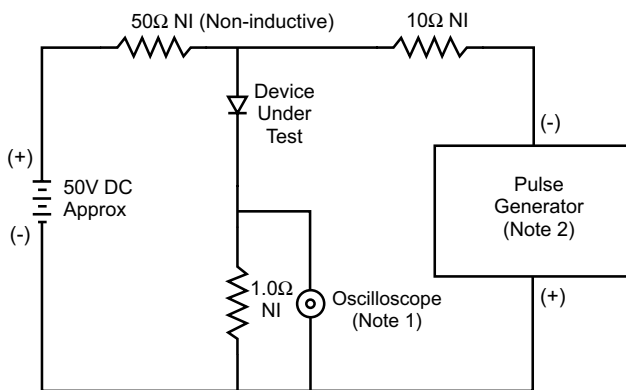 50Ω NI (Non-inductive)
10Ω NI
Device
Under
Test
(+)
50V DC
Approx
(-)
(-)
Pulse
Generator
(Note 2)
(+)
1.0Ω
NI
Oscilloscope
(Note 1)